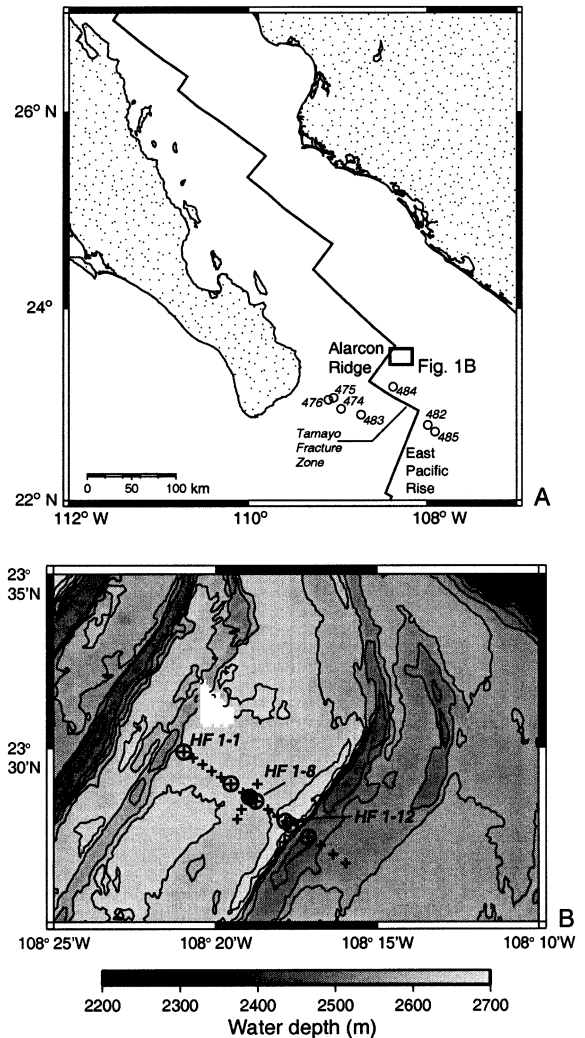 26° N
24° N
22° N
Alarcon
Ridge
Fig. 1B
475
476
474
483
484
482
485
Tamayo
Fracture
Zone
East
Pacific
Rise
0 50 100 km
112° W 110° 108° W
A
23°
35'N
23°
30'N
HF 1-1
HF 1-8
HF 1-12
B
108° 25'W 108° 20'W 108° 15'W 108° 10'W
2200 2300 2400 2500 2600 2700
Water depth (m)